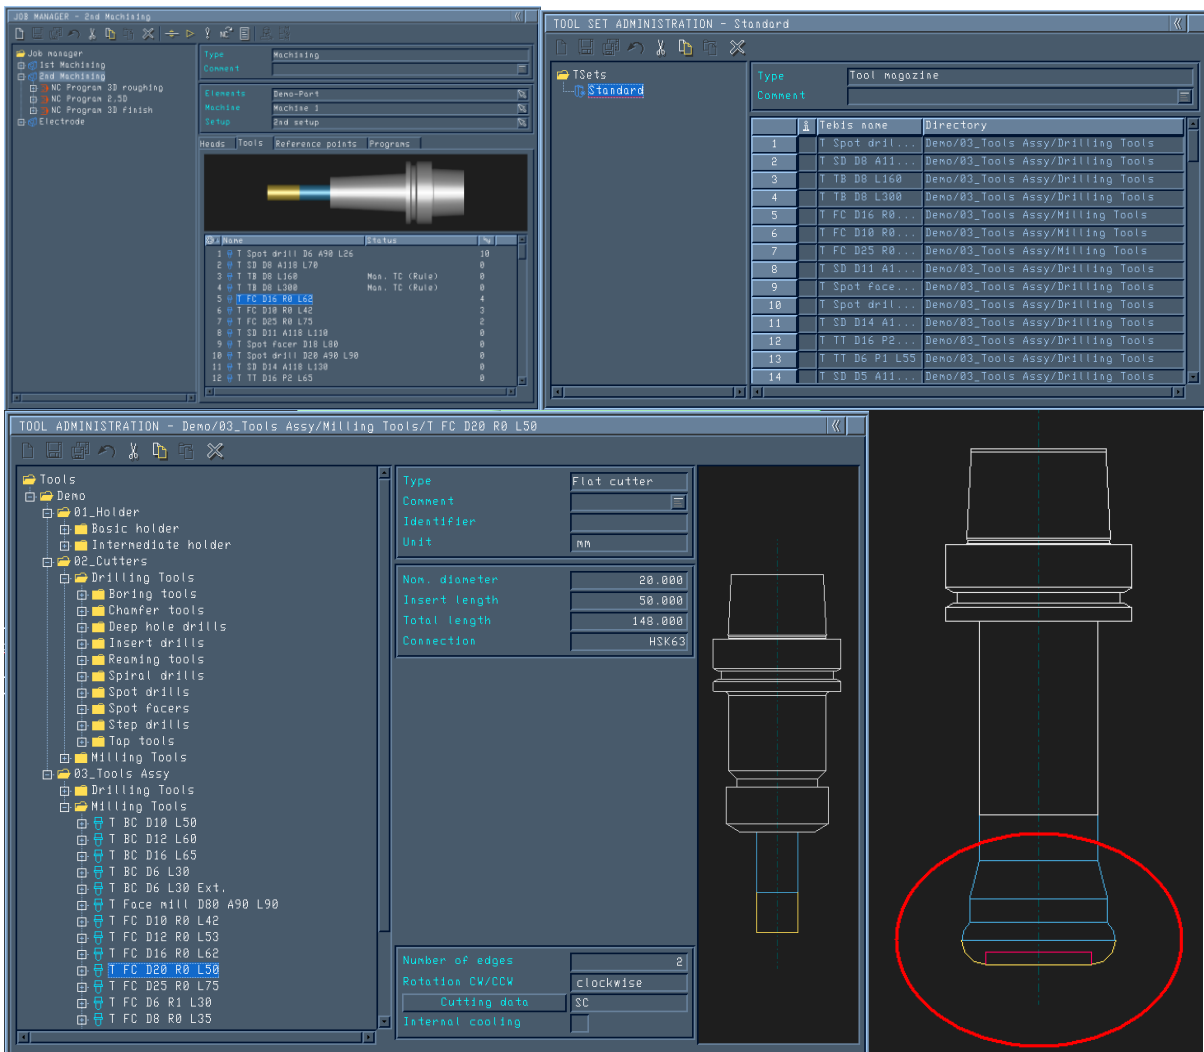 JOB MANAGER - 2nd Machining
Job manager
1st Machining
2nd Machining
NC Program 3D roughing
NC Program 2.5D
NC Program 3D finish
Electrode
Type Machining
Comment
Elements Demo-Part
Machine Machine 1
Setup 2nd setup
Heads Tools Reference points Programs
Name Status %
1 T Spot drill D6 A90 L26 10
2 T SD D8 A118 L70 0
3 T TB D8 L160 Man. TC (Rule) 0
4 T TB D8 L300 Man. TC (Rule) 0
5 T FC D16 R0 L62 4
6 T FC D10 R0 L42 3
7 T FC D25 R0 L75 2
8 T SD D11 A118 L110 0
9 T Spot facer D18 L80 0
10 T Spot drill D20 A90 L90 0
11 T SD D14 A118 L130 0
12 T TT D16 P2 L65 0
TOOL SET ADMINISTRATION - Standard
TSets
Standard
Type Tool magazine
Comment
i Tebis name Directory
1 T Spot dril... Demo/03_Tools Assy/Drilling Tools
2 T SD D8 A11... Demo/03_Tools Assy/Drilling Tools
3 T TB D8 L160 Demo/03_Tools Assy/Drilling Tools
4 T TB D8 L300 Demo/03_Tools Assy/Drilling Tools
5 T FC D16 R0... Demo/03_Tools Assy/Milling Tools
6 T FC D10 R0... Demo/03_Tools Assy/Milling Tools
7 T FC D25 R0... Demo/03_Tools Assy/Milling Tools
8 T SD D11 A1... Demo/03_Tools Assy/Drilling Tools
9 T Spot face... Demo/03_Tools Assy/Drilling Tools
10 T Spot dril... Demo/03_Tools Assy/Drilling Tools
11 T SD D14 A1... Demo/03_Tools Assy/Drilling Tools
12 T TT D16 P2... Demo/03_Tools Assy/Drilling Tools
13 T TT D6 P1 L55 Demo/03_Tools Assy/Drilling Tools
14 T SD D5 A11... Demo/03_Tools Assy/Drilling Tools
TOOL ADMINISTRATION - Demo/03_Tools Assy/Milling Tools/T FC D20 R0 L50
Tools
Demo
01_Holder
Basic holder
Intermediate holder
02_Cutters
Drilling Tools
Boring tools
Chamfer tools
Deep hole drills
Insert drills
Reaming tools
Spiral drills
Spot drills
Spot facers
Step drills
Tap tools
Milling Tools
03_Tools Assy
Drilling Tools
Milling Tools
T BC D10 L50
T BC D12 L60
T BC D16 L65
T BC D6 L30
T BC D6 L30 Ext.
T Face mill D80 A90 L90
T FC D10 R0 L42
T FC D12 R0 L53
T FC D16 R0 L62
T FC D20 R0 L50
T FC D25 R0 L75
T FC D6 R1 L30
T FC D8 R0 L35
Type Flat cutter
Comment
Identifier
Unit mm
Nom. diameter 20.000
Insert length 50.000
Total length 148.000
Connection HSK63
Number of edges 2
Rotation CW/CCW clockwise
Cutting data SC
Internal cooling